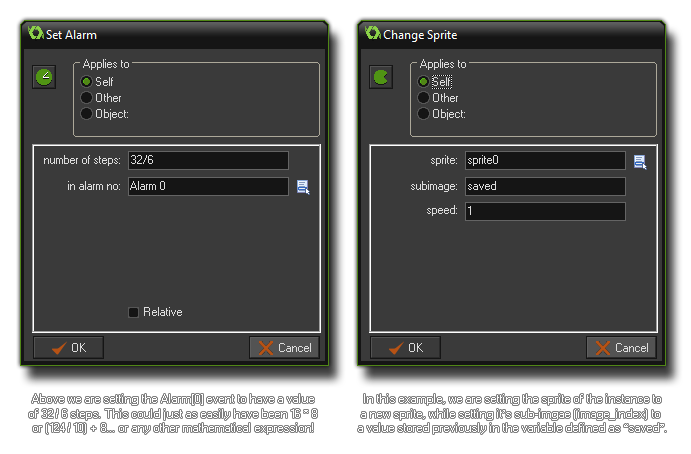 Set Alarm
Applies to
Self
Other
Object:
number of steps: 32/6
in alarm no: Alarm 0
Relative
OK
Cancel
Above we are setting the Alarm[0] event to have a value
of 32 / 6 steps. This could just as easily have been 16 * 8
or (124 / 10) + 8... or any other mathematical expression!
Change Sprite
Applies to
Self
Other
Object:
sprite: sprite0
subimage: saved
speed: 1
OK
Cancel
In this example, we are setting the sprite of the instance to
a new sprite, while setting it's sub-imgae (image_index) to
a value stored previously in the variable defined as "saved".